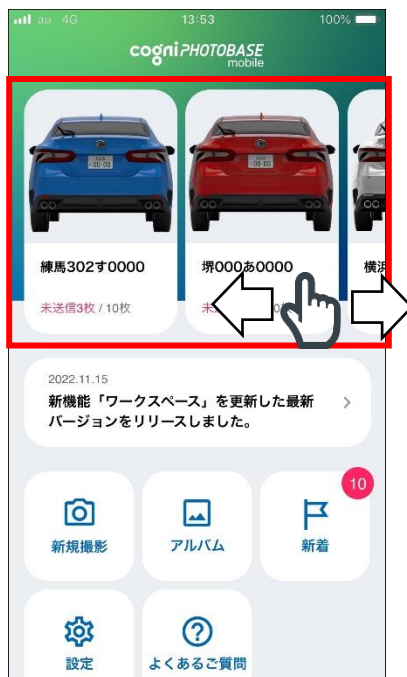 au 4G 13:53 100%
cogniPHOTOBASE
mobile
練馬302す0000 堺000あ0000 横浜
未送信3枚 / 10枚 未
2022.11.15
新機能「ワークスペース」を更新した最新
バージョンをリリースしました。
10
新規撮影 アルバム 新着
設定 よくあるご質問